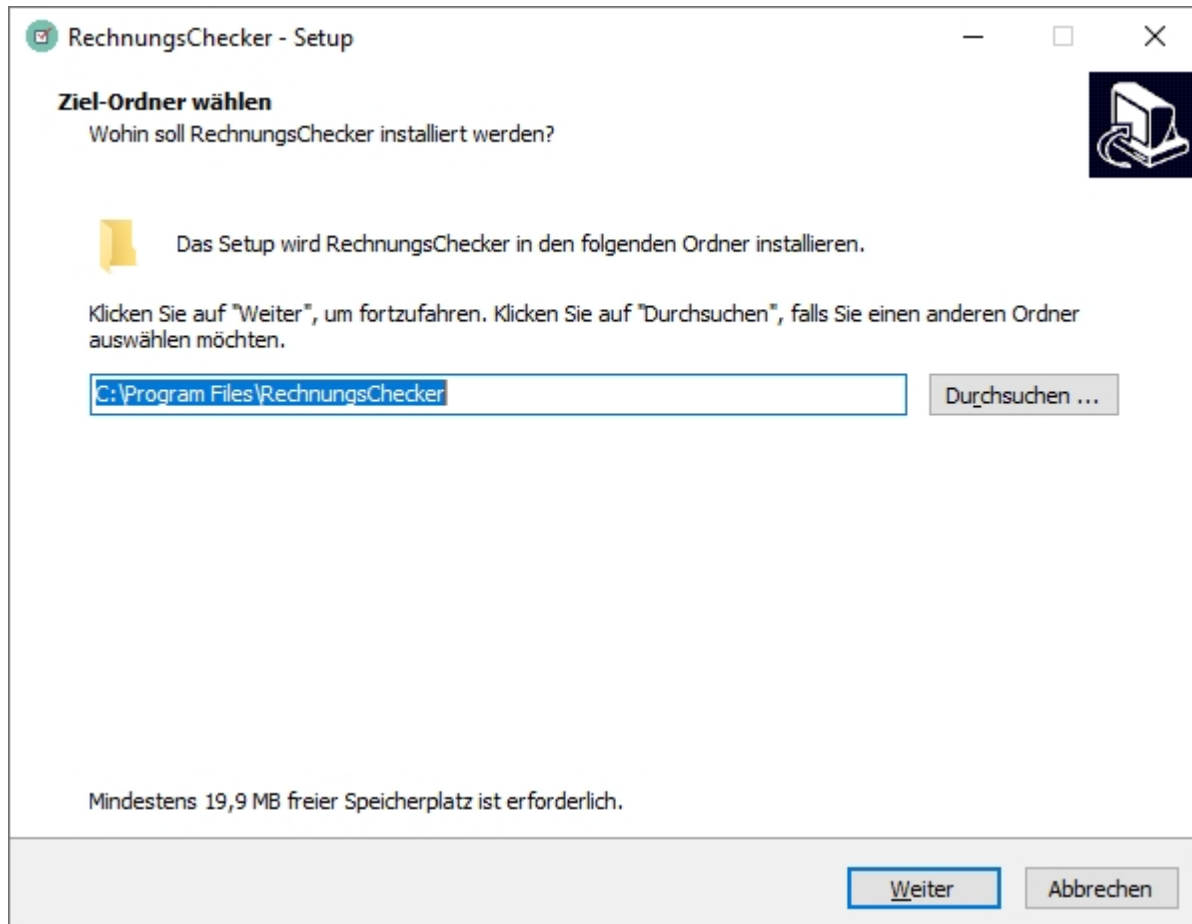 RechnungsChecker - Setup
Ziel-Ordner wählen
Wohin soll RechnungsChecker installiert werden?
Das Setup wird RechnungsChecker in den folgenden Ordner installieren.
Klicken Sie auf "Weiter", um fortzufahren. Klicken Sie auf "Durchsuchen", falls Sie einen anderen Ordner
auswählen möchten.
C:\Program Files\RechnungsChecker
Durchsuchen ...
Mindestens 19,9 MB freier Speicherplatz ist erforderlich.
Weiter
Abbrechen